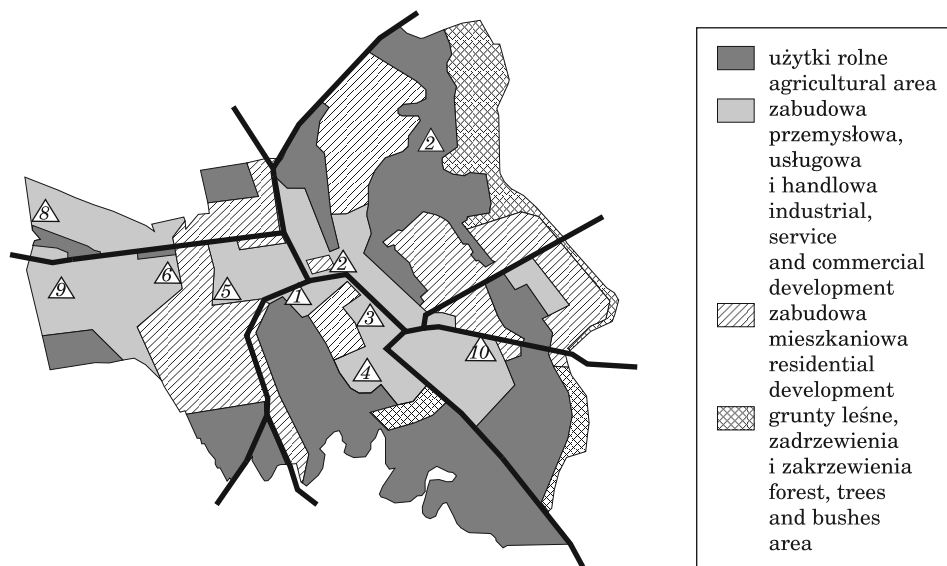 użytki rolne
agricultural area
zabudowa
przemysłowa,
usługowa
i handlowa
industrial,
service
and commercial
development
zabudowa
mieszkaniowa
residential
development
grunty leśne,
zadrzewienia
i zakrzewienia
forest, trees
and bushes
area
2
8
2
6
5
9
1
3
10
4